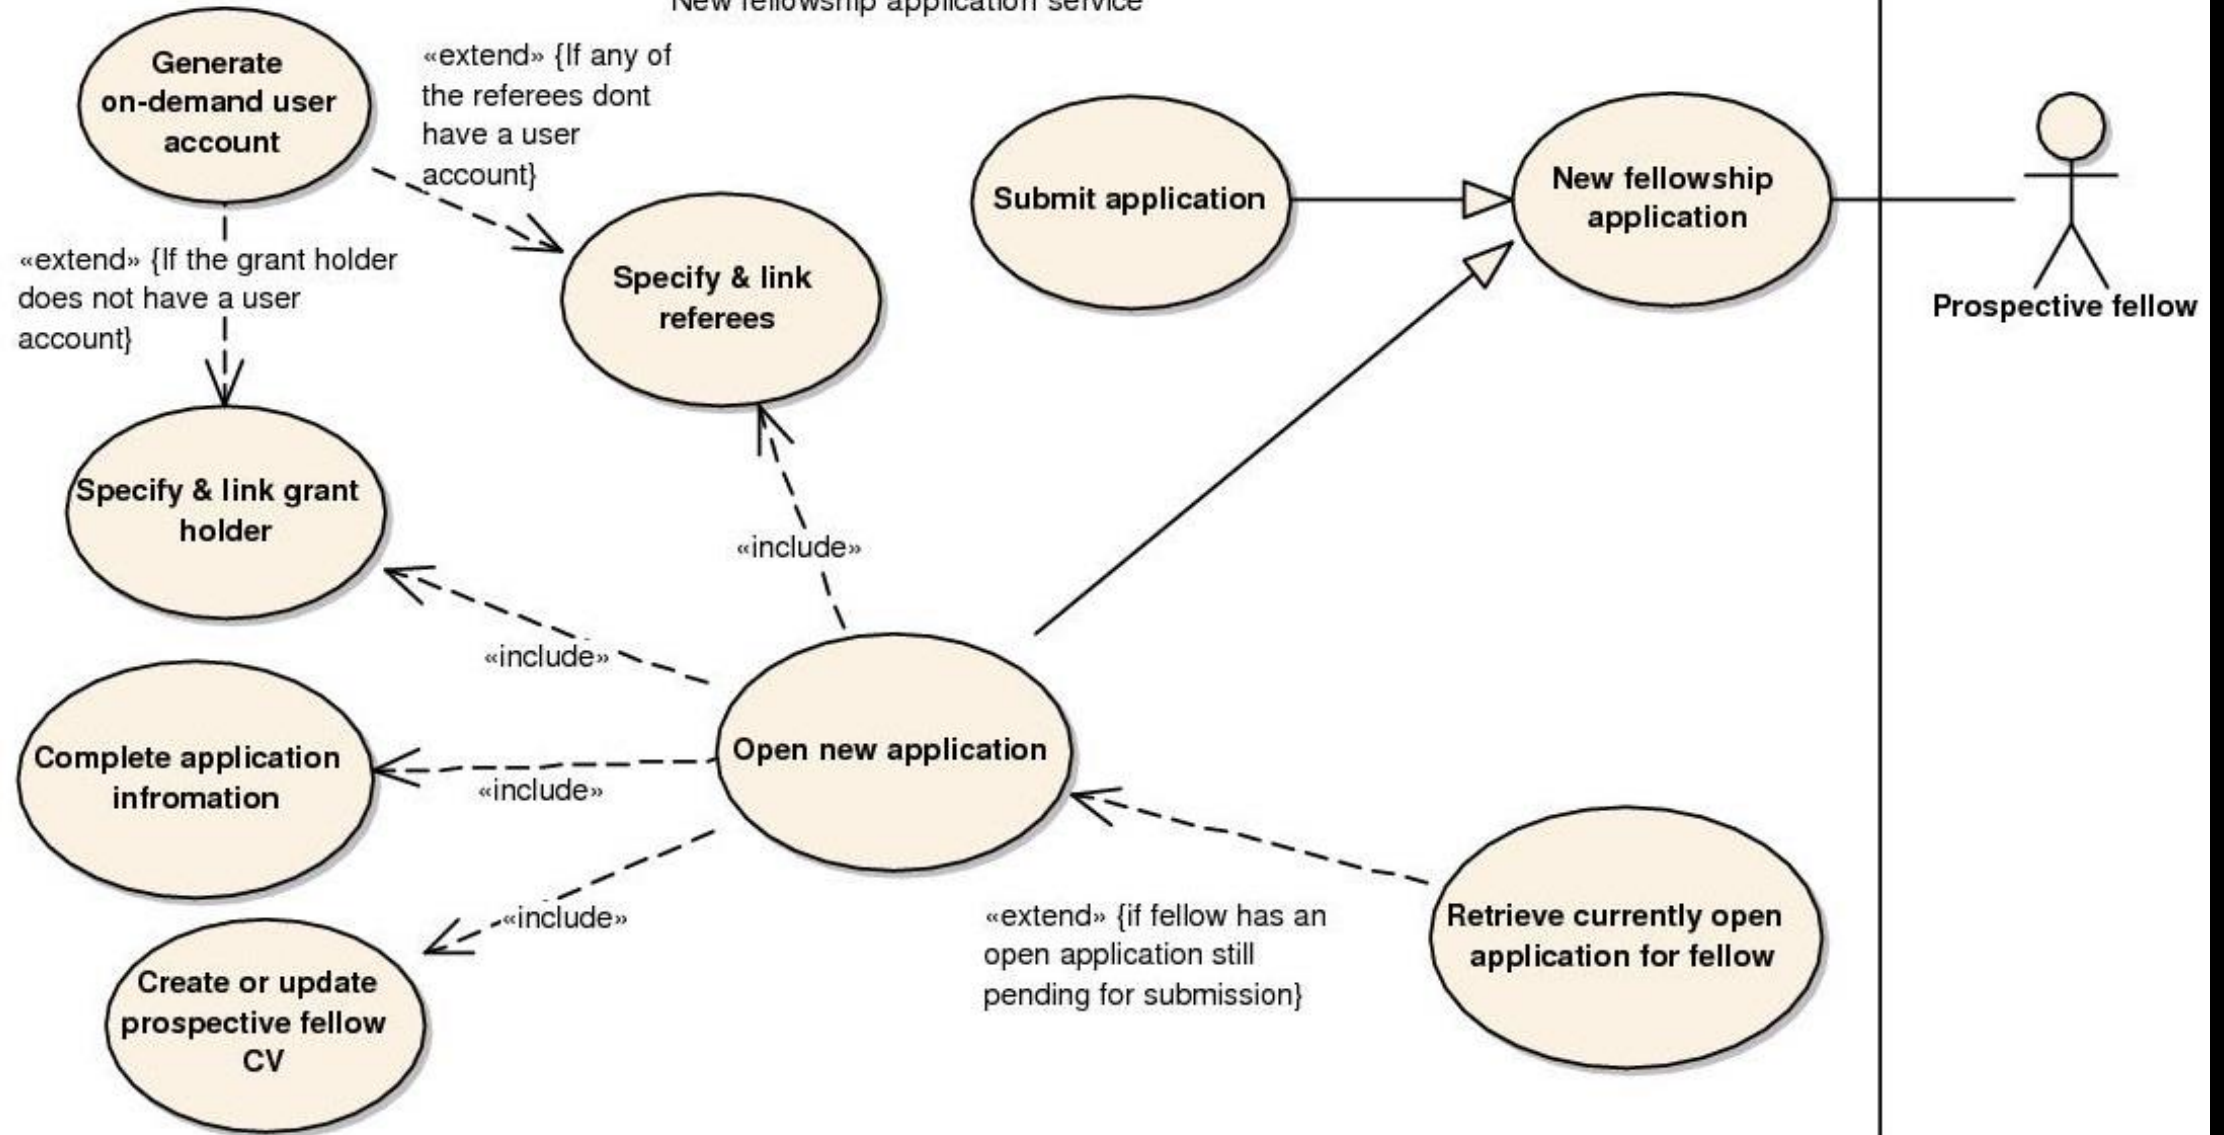 New fellowship application service
Generate
on-demand user
account
«extend» {If any of
the referees dont
have a user
account}
Submit application
New fellowship
application
Prospective fellow
«extend» {If the grant holder
does not have a user
account}
Specify & link
referees
Specify & link grant
holder
«include»
«include»
Complete application
infromation
«include»
Open new application
«include»
Create or update
prospective fellow
CV
«extend» {if fellow has an
open application still
pending for submission}
Retrieve currently open
application for fellow